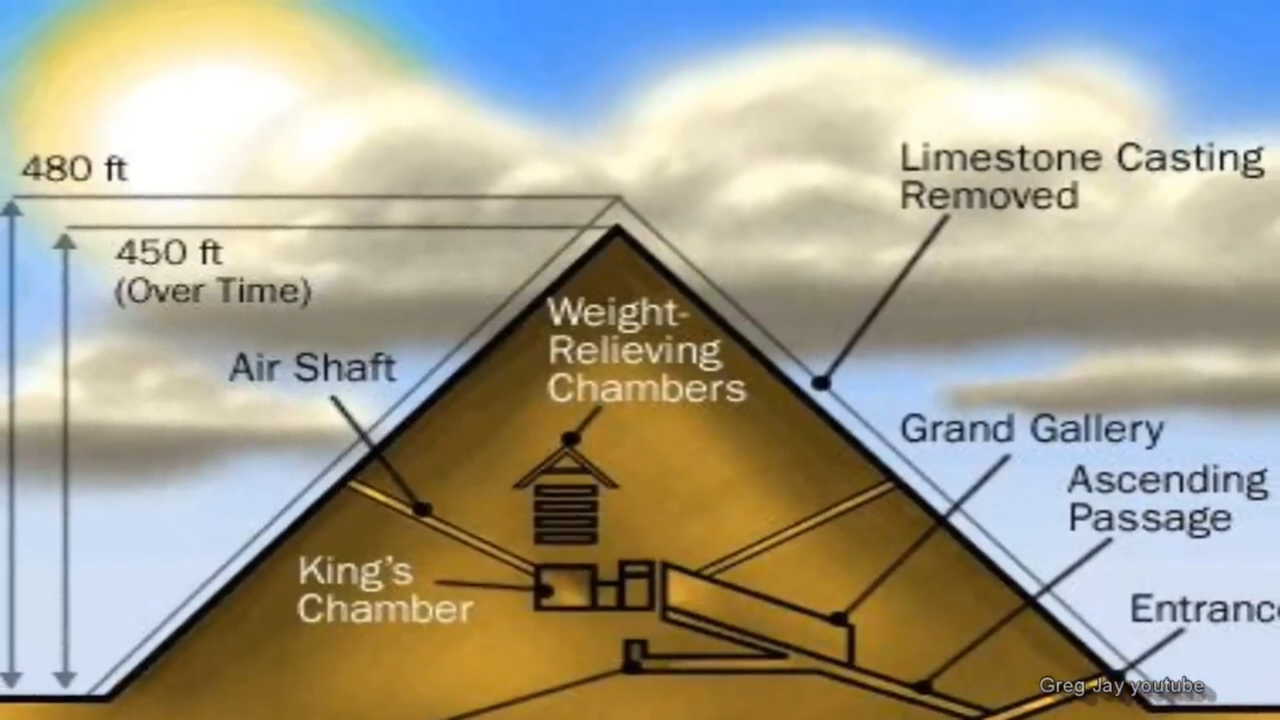 480 ft
450 ft
(Over Time)
Limestone Casting
Removed
Air Shaft
Weight-
Relieving
Chambers
Grand Gallery
Ascending
Passage
King's
Chamber
Entrance
Greg Jay youtube